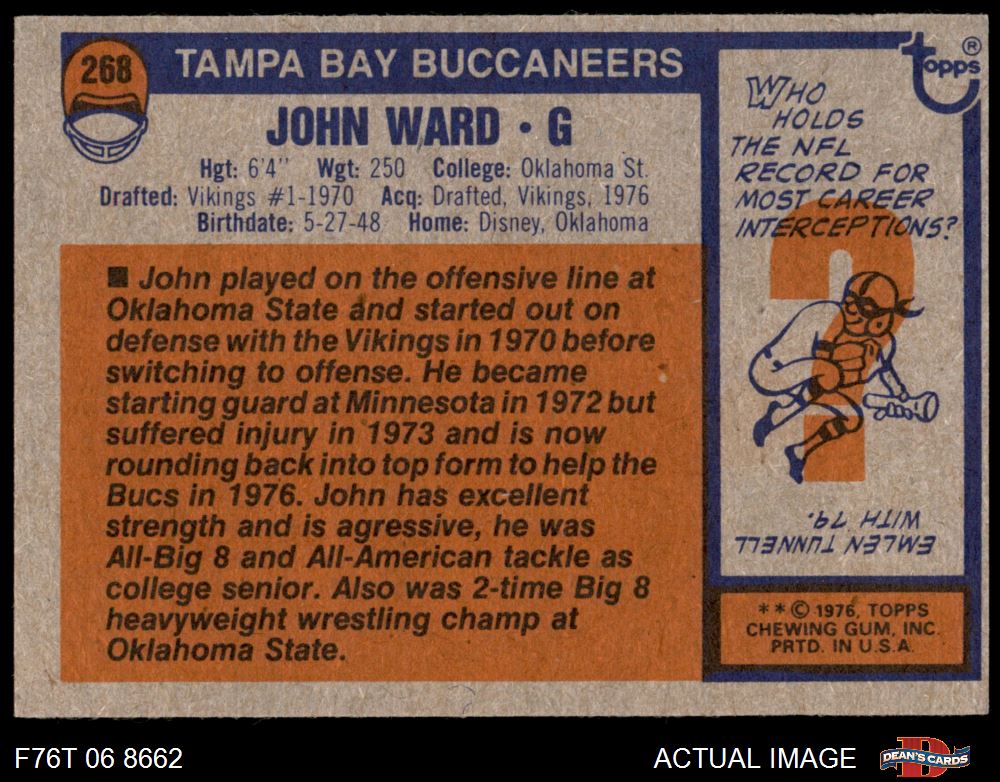 268
TAMPA BAY BUCCANEERS
JOHN WARD • G
Hgt: 6'4'' Wgt: 250 College: Oklahoma St.
Drafted: Vikings #1-1970 Acq: Drafted, Vikings, 1976
Birthdate: 5-27-48 Home: Disney, Oklahoma
■ John played on the offensive line at
Oklahoma State and started out on
defense with the Vikings in 1970 before
switching to offense. He became
starting guard at Minnesota in 1972 but
suffered injury in 1973 and is now
rounding back into top form to help the
Bucs in 1976. John has excellent
strength and is agressive, he was
All-Big 8 and All-American tackle as
college senior. Also was 2-time Big 8
heavyweight wrestling champ at
Oklahoma State.
topps ®
WHO
HOLDS
THE NFL
RECORD FOR
MOST CAREER
INTERCEPTIONS?
?
EMLEN TUNNELL
WITH 79.
**© 1976, TOPPS
CHEWING GUM, INC.
PRTD. IN U.S.A.
F76T 06 8662
ACTUAL IMAGE
DEAN'S CARDS